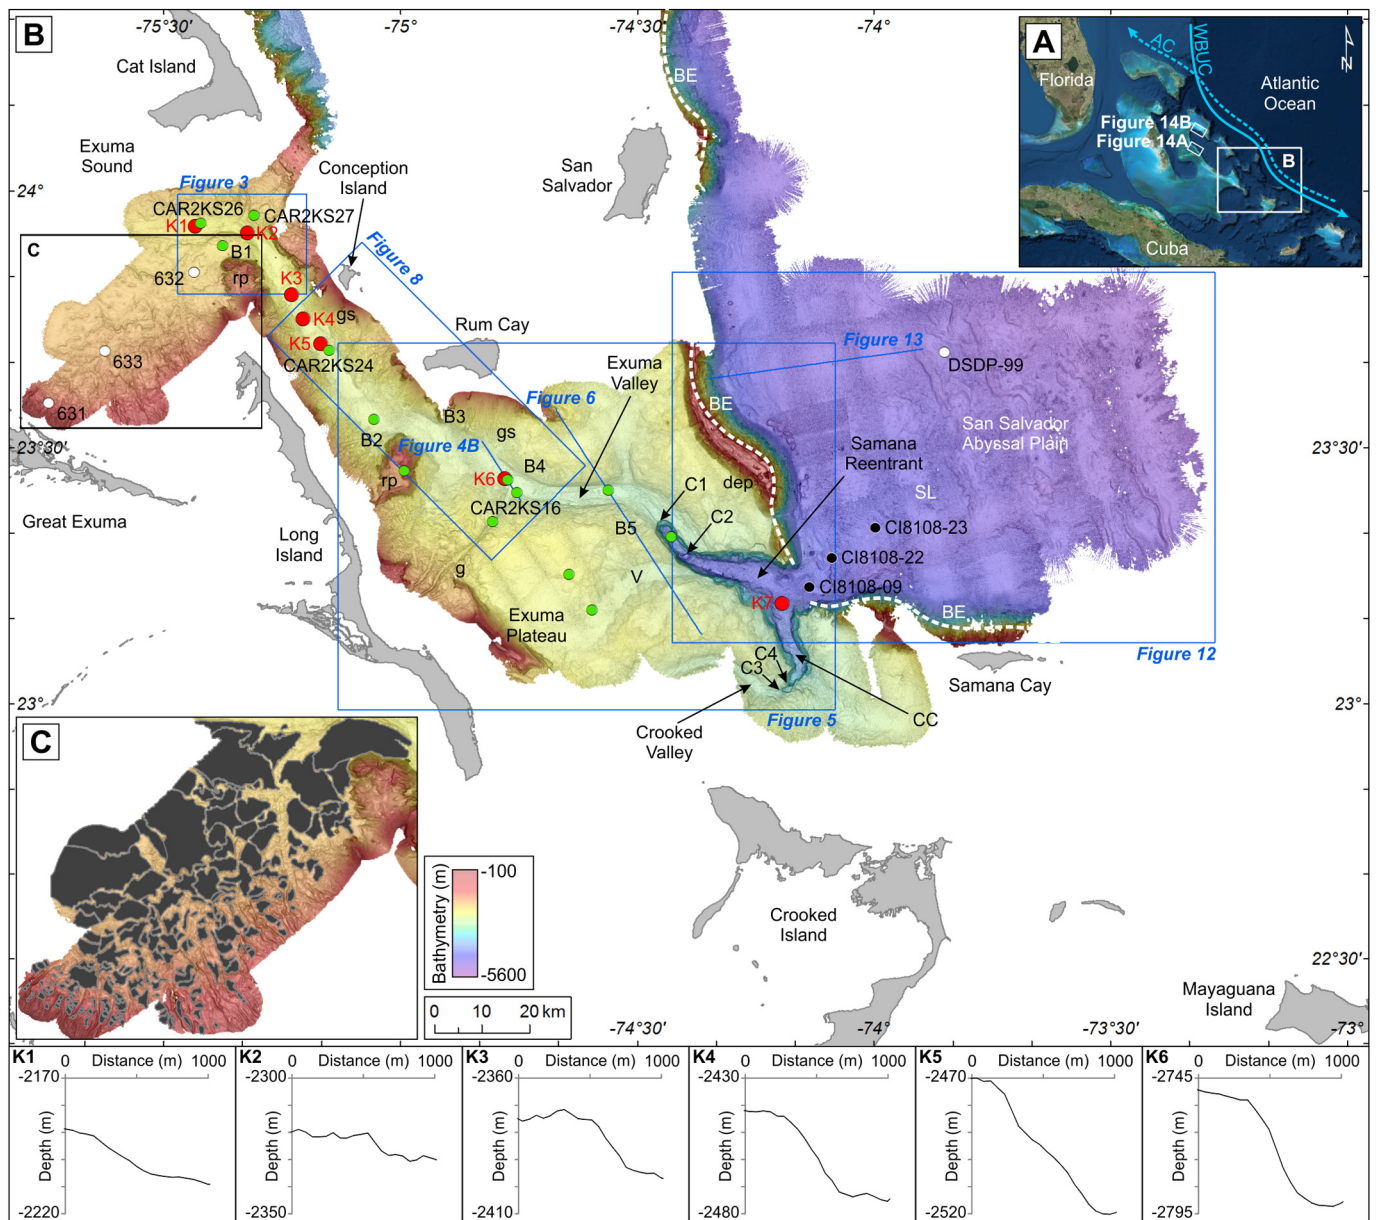 B
-75°30'
-75°
-74°30'
-74°
A
AC
WBUC
N
Florida
Atlantic
Ocean
Figure 14B
Figure 14A
B
Cuba
Cat Island
Exuma
Sound
Conception
Island
San
Salvador
BE
24°
Figure 3
CAR2KS26
CAR2KS27
K1
K2
C
B1
632
rp
K3
Figure 8
K4
gs
K5
CAR2KS24
633
631
Rum Cay
Exuma
Valley
Figure 13
DSDP-99
BE
Figure 6
San Salvador
Abyssal Plain
23°30'
23°30'
B3
gs
B2
Figure 4B
B4
rp
K6
CAR2KS16
Samana
Reentrant
dep
SL
C1
C2
B5
CI8108-23
CI8108-22
CI8108-09
Great Exuma
Long
Island
g
V
Exuma
Plateau
K7
BE
Figure 12
C4
C3
Samana Cay
23°
23°
Figure 5
CC
Crooked
Valley
C
Bathymetry (m)
-100
-5600
0 10 20 km
Crooked
Island
22°30'
Mayaguana
Island
-74°30'
-74°
-73°30'
-73°
K1 0 Distance (m) 1000
-2170
Depth (m)
-2220
K2 0 Distance (m) 1000
-2300
Depth (m)
-2350
K3 0 Distance (m) 1000
-2360
Depth (m)
-2410
K4 0 Distance (m) 1000
-2430
Depth (m)
-2480
K5 0 Distance (m) 1000
-2470
Depth (m)
-2520
K6 0 Distance (m) 1000
-2745
Depth (m)
-2795